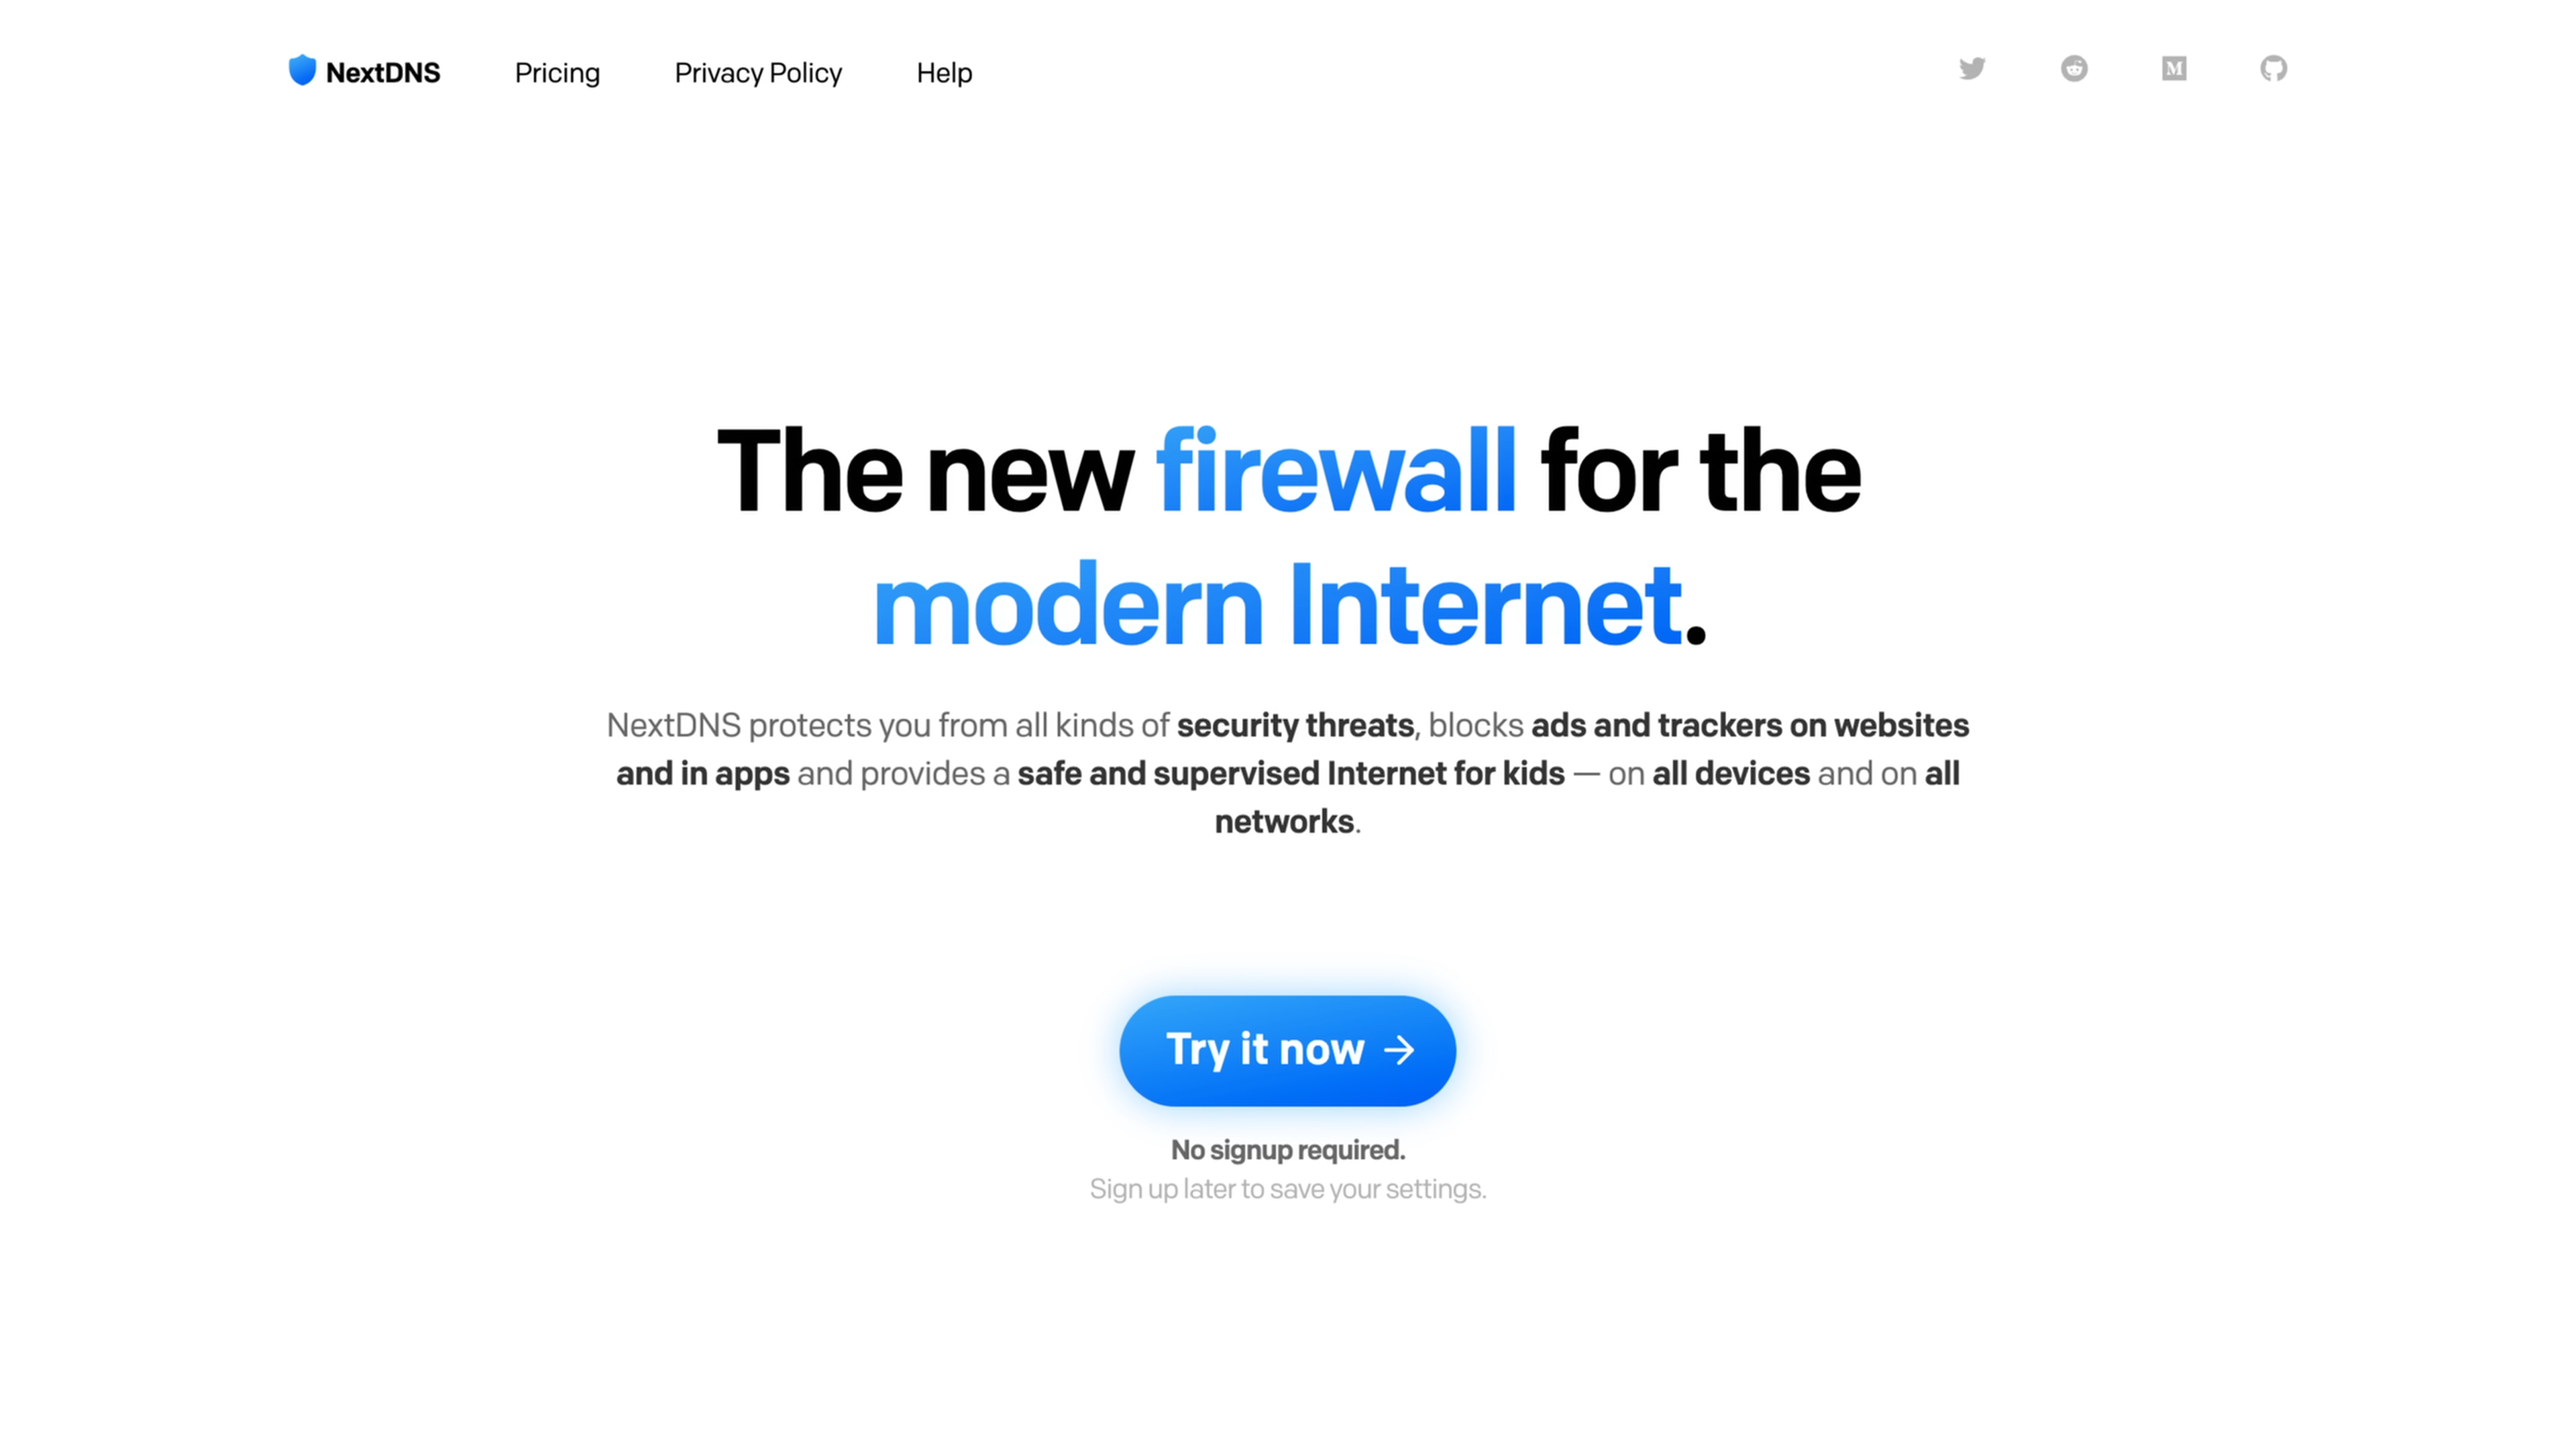 NextDNS Pricing Privacy Policy Help
The new firewall for the
modern Internet.
NextDNS protects you from all kinds of security threats, blocks ads and trackers on websites
and in apps and provides a safe and supervised Internet for kids — on all devices and on all
networks.
Try it now →
No signup required.
Sign up later to save your settings.